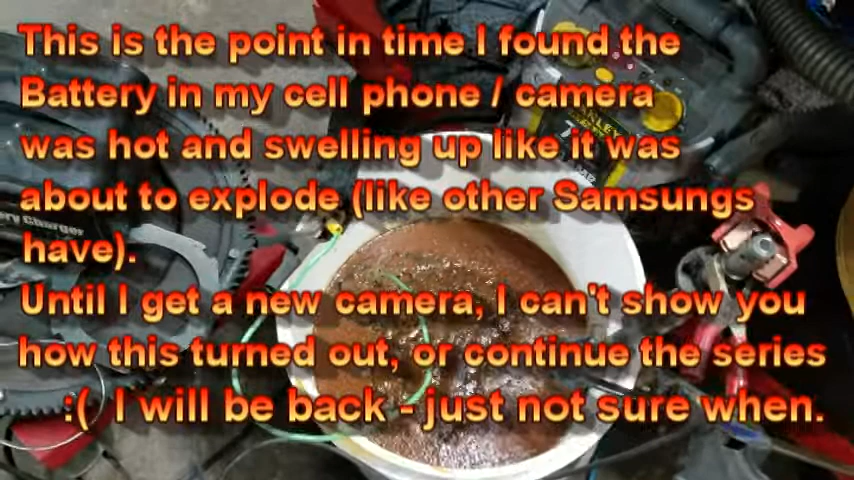 This is the point in time I found the
Battery in my cell phone / camera
was hot and swelling up like it was
about to explode (like other Samsungs
have).
Until I get a new camera, I can't show you
how this turned out, or continue the series
:( I will be back - just not sure when.
Charger